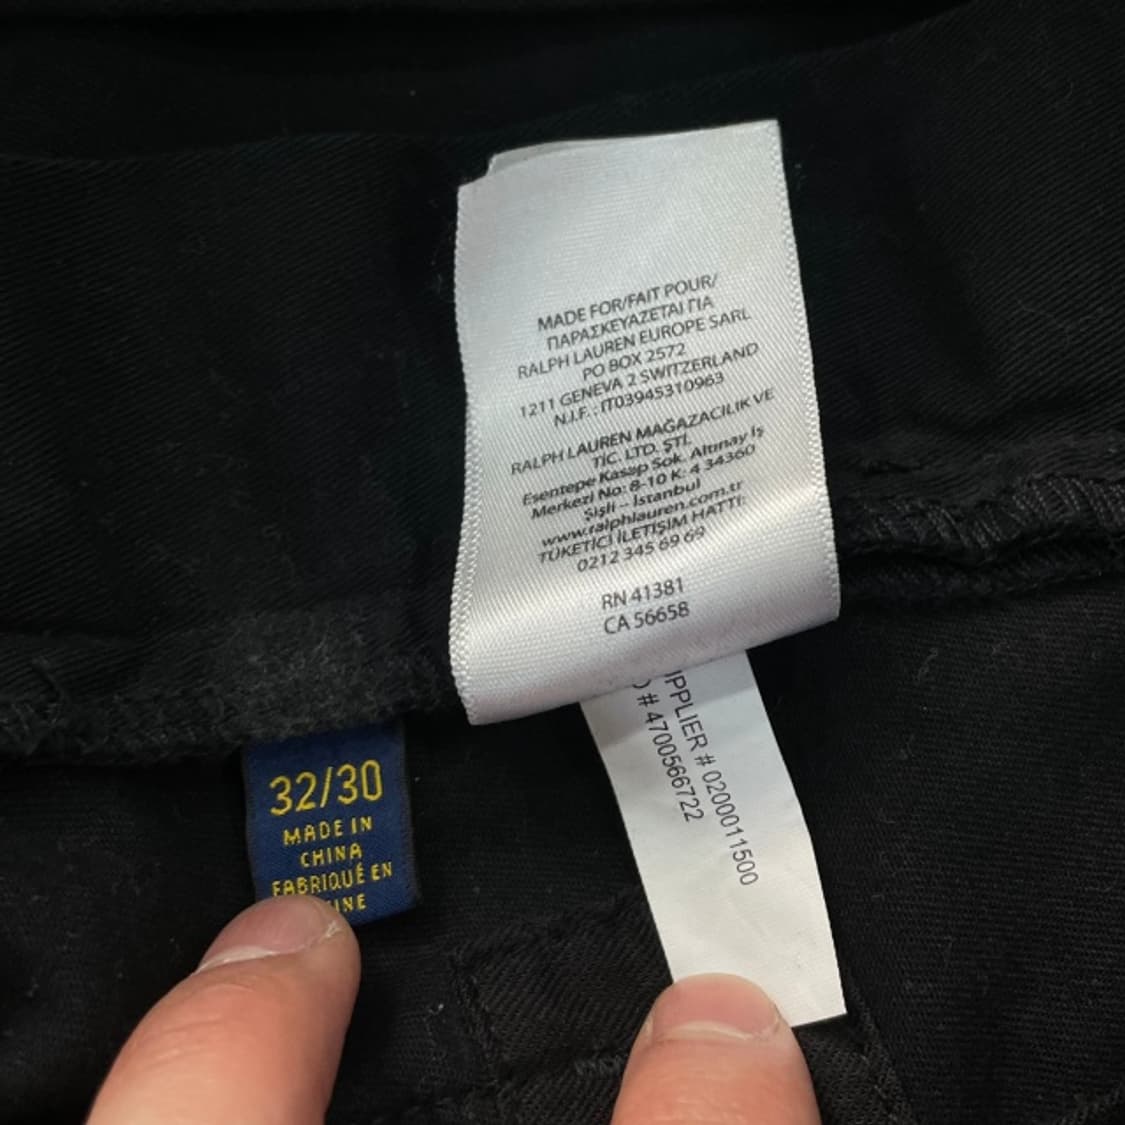 MADE FOR/FAIT POUR/
ΠΑΡΑΣΚΕΥΑΖΕΤΑΙ ΓΙΑ
RALPH LAUREN EUROPE SARL
PO BOX 2572
1211 GENEVA 2 SWITZERLAND
N.I.F. : IT03945310963
RALPH LAUREN MAĞAZACILIK VE
TİC. LTD. ŞTİ.
Esentepe Kasap Sok. Altınay İş
Merkezi No: 8-10 K: 4 34360
Şişli – İstanbul
www.ralphlauren.com.tr
TÜKETİCİ İLETİŞİM HATTI:
0212 345 69 69
RN 41381
CA 56658
UPPLIER # 0200011500
O # 4700566722
32/30
MADE IN
CHINA
FABRIQUÉ EN
INE